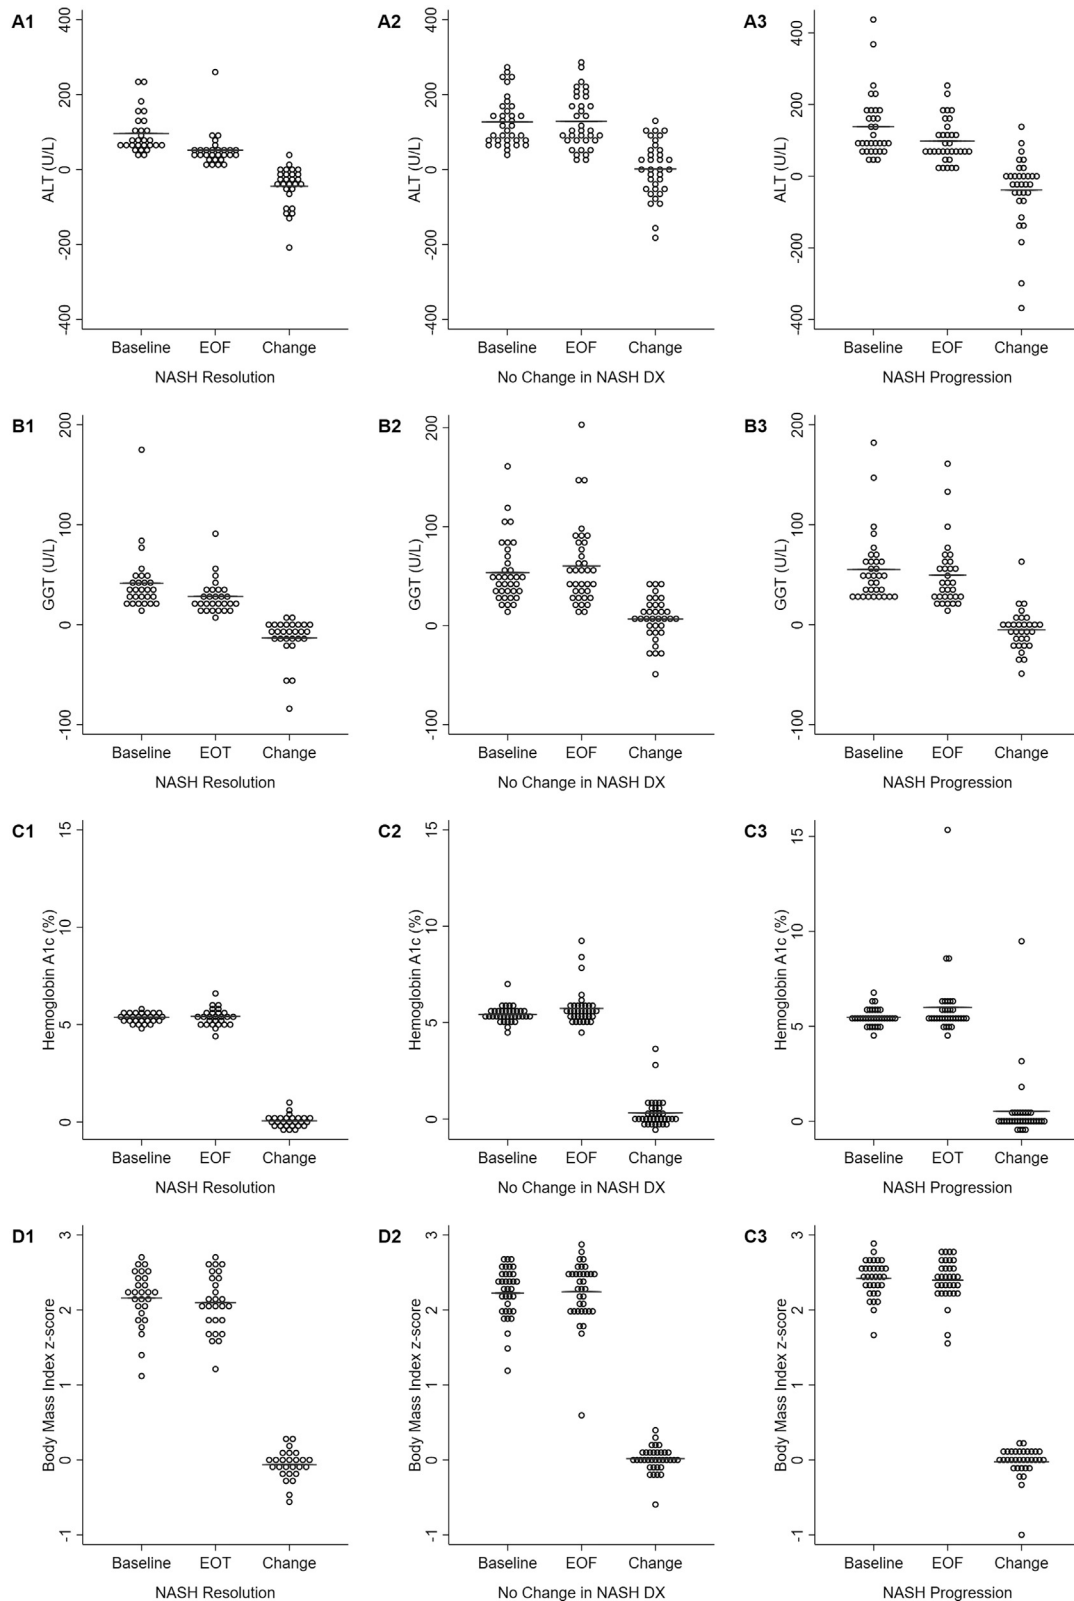 A1
ALT (U/L)
400
200
0
-200
-400
Baseline EOF Change
NASH Resolution
A2
ALT (U/L)
400
200
0
-200
-400
Baseline EOF Change
No Change in NASH DX
A3
ALT (U/L)
400
200
0
-200
-400
Baseline EOF Change
NASH Progression
B1
GGT (U/L)
200
100
0
-100
Baseline EOT Change
NASH Resolution
B2
GGT (U/L)
200
100
0
-100
Baseline EOF Change
No Change in NASH DX
B3
GGT (U/L)
200
100
0
-100
Baseline EOF Change
NASH Progression
C1
Hemoglobin A1c (%)
15
10
5
0
Baseline EOF Change
NASH Resolution
C2
Hemoglobin A1c (%)
15
10
5
0
Baseline EOF Change
No Change in NASH DX
C3
Hemoglobin A1c (%)
15
10
5
0
Baseline EOT Change
NASH Progression
D1
Body Mass Index z-score
3
2
1
0
-1
Baseline EOT Change
NASH Resolution
D2
Body Mass Index z-score
3
2
1
0
-1
Baseline EOF Change
No Change in NASH DX
C3
Body Mass Index z-score
3
2
1
0
-1
Baseline EOF Change
NASH Progression